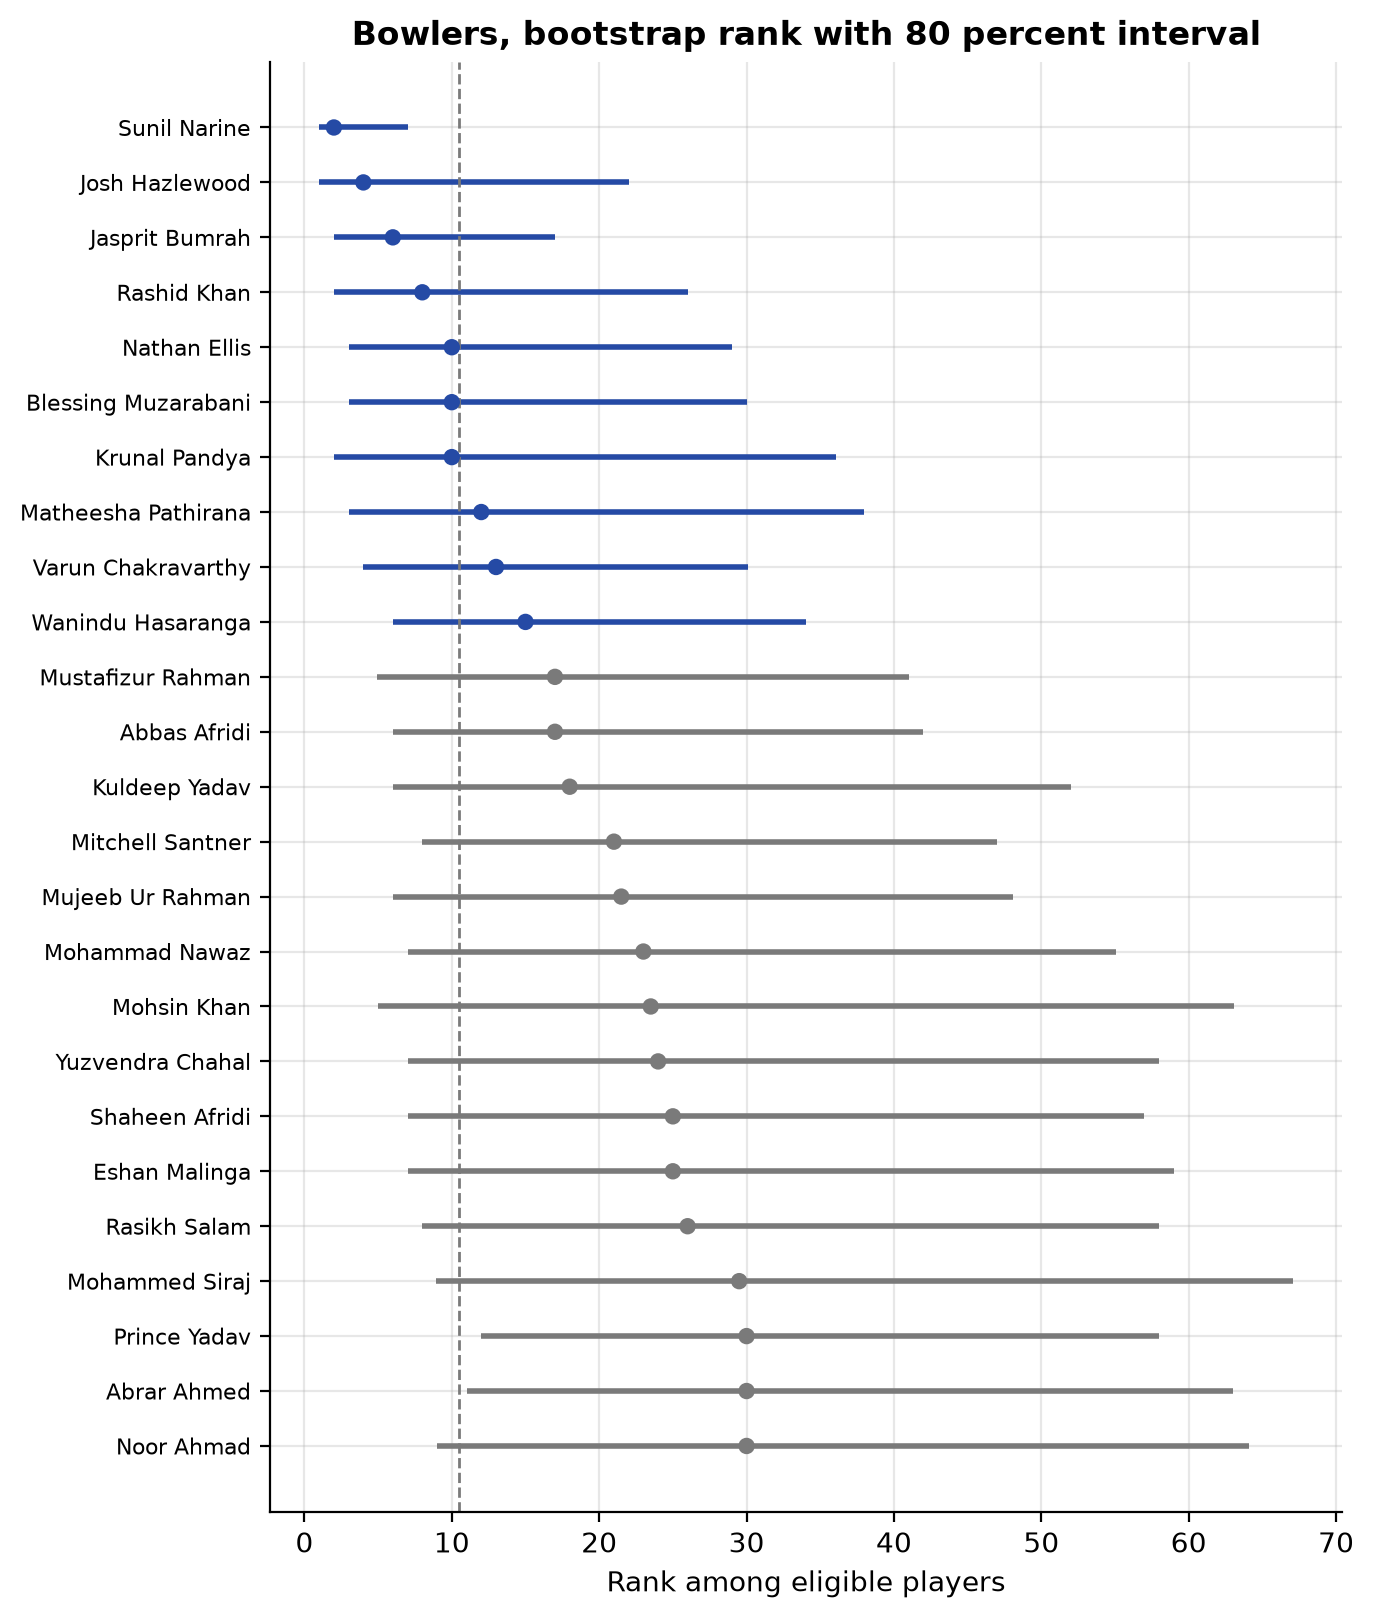 Bowlers, bootstrap rank with 80 percent interval
Sunil Narine
Josh Hazlewood
Jasprit Bumrah
Rashid Khan
Nathan Ellis
Blessing Muzarabani
Krunal Pandya
Matheesha Pathirana
Varun Chakravarthy
Wanindu Hasaranga
Mustafizur Rahman
Abbas Afridi
Kuldeep Yadav
Mitchell Santner
Mujeeb Ur Rahman
Mohammad Nawaz
Mohsin Khan
Yuzvendra Chahal
Shaheen Afridi
Eshan Malinga
Rasikh Salam
Mohammed Siraj
Prince Yadav
Abrar Ahmed
Noor Ahmad
0 10 20 30 40 50 60 70
Rank among eligible players